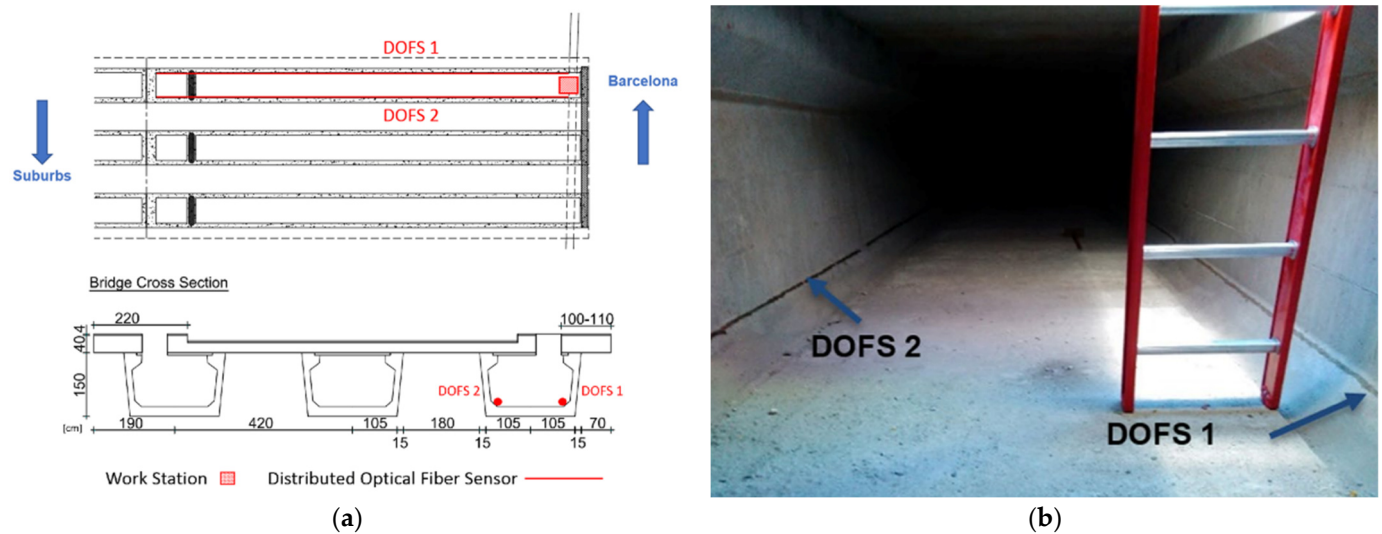 DOFS 1
Barcelona
DOFS 2
Suburbs
Bridge Cross Section
220
100-110
40,4
150
DOFS 2
DOFS 1
[cm]
190
420
105
180
105
105
70
15
15
15
Work Station
Distributed Optical Fiber Sensor
(a)
DOFS 2
DOFS 1
(b)